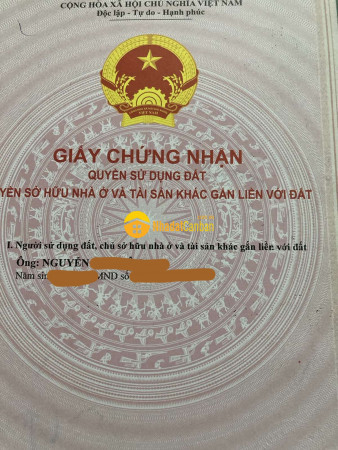 CỘNG HÒA XÃ HỘI CHỦ NGHĨA VIỆT NAM
Độc lập - Tự do - Hạnh phúc
VIỆT NAM
GIẤY CHỨNG NHẬN
QUYỀN SỬ DỤNG ĐẤT
YỀN SỞ HỮU NHÀ Ở VÀ TÀI SẢN KHÁC GẮN LIỀN VỚI ĐẤT
I. Người sử dụng đất, chủ sở hữu nhà ở và tài sản khác gắn liền với đất
Ông: NGUYỄN
Năm sin MND số